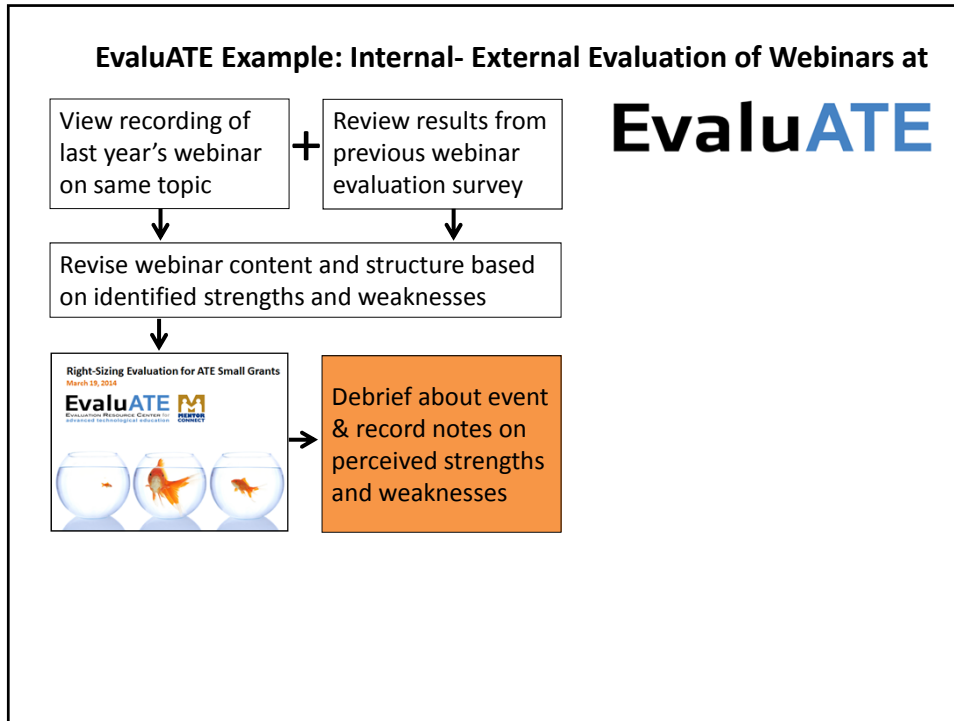 EvaluATE Example: Internal- External Evaluation of Webinars at
EvaluATE
View recording of
last year's webinar
on same topic
+
Review results from
previous webinar
evaluation survey
Revise webinar content and structure based
on identified strengths and weaknesses
Right-Sizing Evaluation for ATE Small Grants
March 19, 2014
EvaluATE
EVALUATION RESOURCE CENTER for
advanced technological education
MENTOR
CONNECT
Debrief about event
& record notes on
perceived strengths
and weaknesses